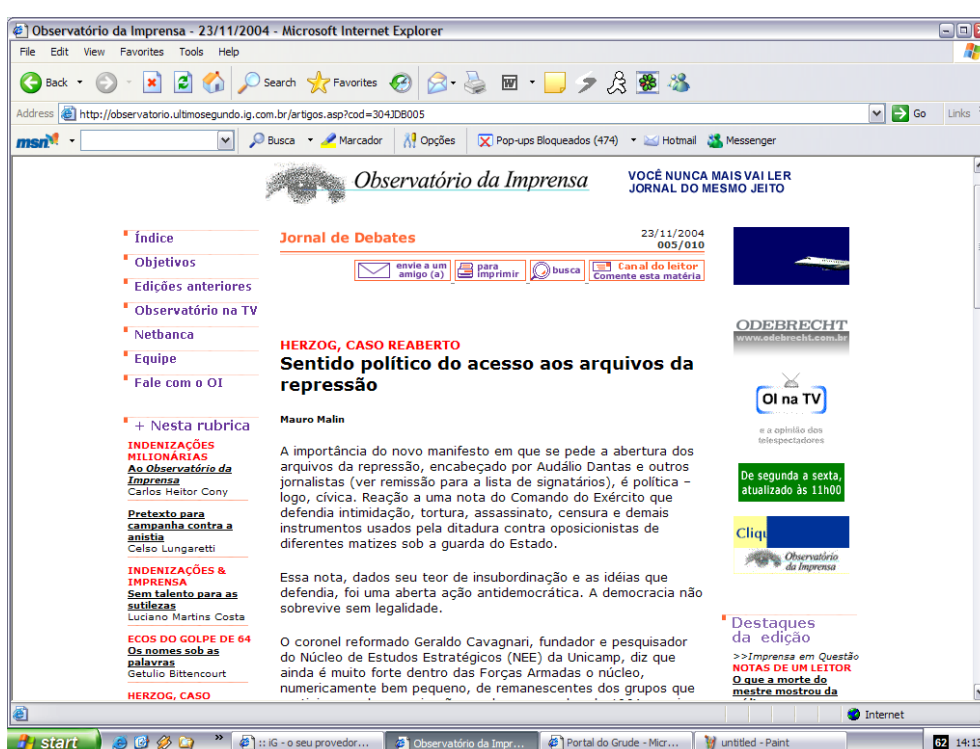 Observatório da Imprensa - 23/11/2004 - Microsoft Internet Explorer
File Edit View Favorites Tools Help
Back Search Favorites
Address http://observatorio.ultimosegundo.ig.com.br/artigos.asp?cod=304JDB005 Go Links
msn Busca Marcador Opções Pop-ups Bloqueados (474) Hotmail Messenger
Observatório da Imprensa
VOCÊ NUNCA MAIS VAI LER
JORNAL DO MESMO JEITO
Índice
Objetivos
Edições anteriores
Observatório na TV
Netbanca
Equipe
Fale com o OI
+ Nesta rubrica
INDENIZAÇÕES
MILIONÁRIAS
Ao Observatório da
Imprensa
Carlos Heitor Cony
Pretexto para
campanha contra a
anistia
Celso Lungaretti
INDENIZAÇÕES &
IMPRENSA
Sem talento para as
sutilezas
Luciano Martins Costa
ECOS DO GOLPE DE 64
Os nomes sob as
palavras
Getulio Bittencourt
HERZOG, CASO
Jornal de Debates
23/11/2004
005/010
envie a um
amigo (a)
para
imprimir
busca
Canal do leitor
Comente esta matéria
HERZOG, CASO REABERTO
Sentido político do acesso aos arquivos da
repressão
Mauro Malin
A importância do novo manifesto em que se pede a abertura dos
arquivos da repressão, encabeçado por Audálio Dantas e outros
jornalistas (ver remissão para a lista de signatários), é política –
logo, cívica. Reação a uma nota do Comando do Exército que
defendia intimidação, tortura, assassinato, censura e demais
instrumentos usados pela ditadura contra oposicionistas de
diferentes matizes sob a guarda do Estado.
Essa nota, dados seu teor de insubordinação e as idéias que
defendia, foi uma aberta ação antidemocrática. A democracia não
sobrevive sem legalidade.
O coronel reformado Geraldo Cavagnari, fundador e pesquisador
do Núcleo de Estudos Estratégicos (NEE) da Unicamp, diz que
ainda é muito forte dentro das Forças Armadas o núcleo,
numericamente bem pequeno, de remanescentes dos grupos que
ODEBRECHT
www.odebrecht.com.br
OI na TV
e a opinião dos
telespectadores
De segunda a sexta,
atualizado às 11h00
Cliqu
Observatório
da Imprensa
Destaques
da edição
>>Imprensa em Questão
NOTAS DE UM LEITOR
O que a morte do
mestre mostrou da
Internet
start
:: iG - o seu provedor...
Observatório da Impr...
Portal do Grude - Micr...
untitled - Paint
62 14:13